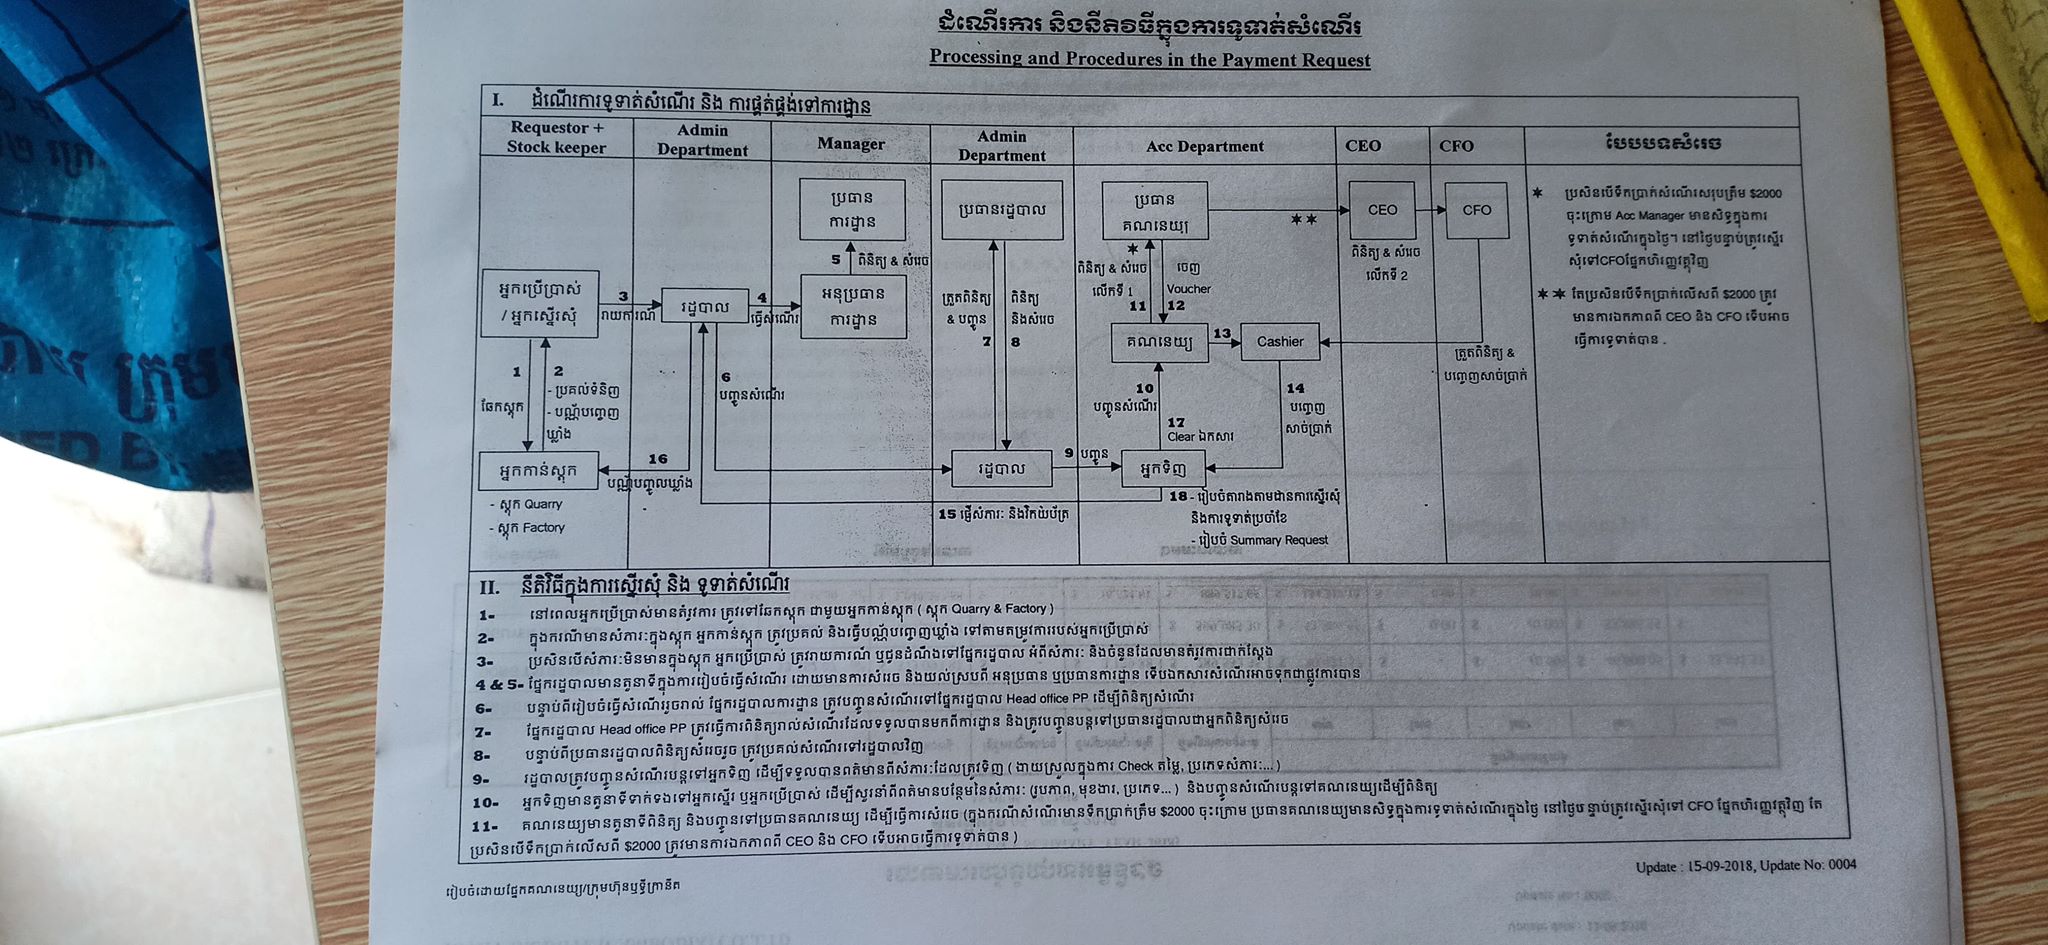 ដំណើរការ និងនីតិវិធីក្នុងការទូទាត់សំណើរ
Processing and Procedures in the Payment Request
I. ដំណើរការទូទាត់សំណើរ និង ការផ្គត់ផ្គង់ទៅការដ្ឋាន
Requestor +
Stock keeper
Admin
Department
Manager
Admin
Department
Acc Department
CEO
CFO
បែបបទសំរេច
អ្នកប្រើប្រាស់
/ អ្នកស្នើរសុំ
3
រាយការណ៍
រដ្ឋបាល
4
ធ្វើសំណើរ
ប្រធាន
ការដ្ឋាន
5 ពិនិត្យ & សំរេច
អនុប្រធាន
ការដ្ឋាន
ប្រធានរដ្ឋបាល
ត្រួតពិនិត្យ
& បញ្ជូន
7
ពិនិត្យ
និងសំរេច
8
ប្រធាន
គណនេយ្យ
*
ពិនិត្យ & សំរេច
លើកទី 1
11
ចេញ
Voucher
12
**
CEO
ពិនិត្យ & សំរេច
លើកទី 2
CFO
គណនេយ្យ
13
Cashier
ត្រួតពិនិត្យ &
បញ្ចេញសាច់ប្រាក់
* ប្រសិនបើទឹកប្រាក់សំណើរសរុបត្រឹម $2000
ចុះក្រោម Acc Manager មានសិទ្ធក្នុងការ
ទូទាត់សំណើរក្នុងថ្ងៃ។ នៅថ្ងៃបន្ទាប់ត្រូវស្នើរ
សុំទៅCFOផ្នែកហិរញ្ញវត្ថុវិញ
** តែប្រសិនបើទឹកប្រាក់លើសពី $2000 ត្រូវ
មានការឯកភាពពី CEO និង CFO ទើបអាច
ធ្វើការទូទាត់បាន .
1
ឆែកស្តុក
2
- ប្រគល់ទំនិញ
- បណ្ណ័បញ្ចេញ
ឃ្លាំង
6
បញ្ជូនសំណើរ
10
បញ្ជូនសំណើរ
17
Clear ឯកសារ
14
បញ្ចេញ
សាច់ប្រាក់
អ្នកកាន់ស្តុក
16
បណ្ណ័បញ្ចូលឃ្លាំង
រដ្ឋបាល
9 បញ្ជូន
អ្នកទិញ
- ស្តុក Quarry
- ស្តុក Factory
15 ផ្ញើសំភារៈ និងវិកយ័ប័ត្រ
18 - រៀបចំតារាងតាមដានការស្នើរសុំ
និងការទូទាត់ប្រចាំខែ
- រៀបចំ Summary Request
II. នីតិវិធីក្នុងការស្នើរសុំ និង ទូទាត់សំណើរ
1- នៅពេលអ្នកប្រើប្រាស់មានតំរូវការ ត្រូវទៅឆែកស្តុក ជាមួយអ្នកកាន់ស្តុក ( ស្តុក Quarry & Factory )
2- ក្នុងករណីមានសំភារៈក្នុងស្តុក អ្នកកាន់ស្តុក ត្រូវប្រគល់ និងធ្វើបណ្ណ័បញ្ចេញឃ្លាំង ទៅតាមតម្រូវការរបស់អ្នកប្រើប្រាស់
3- ប្រសិនបើសំភារៈមិនមានក្នុងស្តុក អ្នកប្រើប្រាស់ ត្រូវរាយការណ៍ ឬជូនដំណឹងទៅផ្នែករដ្ឋបាល អំពីសំភារៈ និងចំនួនដែលមានតំរូវការជាក់ស្តែង
4 & 5- ផ្នែករដ្ឋបាលមានតួនាទីក្នុងការរៀបចំធ្វើសំណើរ ដោយមានការសំរេច និងយល់ស្របពី អនុប្រធាន ឬប្រធានការដ្ឋាន ទើបឯកសារសំណើរអាចទុកជាផ្លូវការបាន
6- បន្ទាប់ពីរៀបចំធ្វើសំណើររួចរាល់ ផ្នែករដ្ឋបាលការដ្ឋាន ត្រូវបញ្ជូនសំណើរទៅផ្នែករដ្ឋបាល Head office PP ដើម្បីពិនិត្យសំណើរ
7- ផ្នែករដ្ឋបាល Head office PP ត្រូវធ្វើការពិនិត្យរាល់សំណើរដែលទទួលបានមកពីការដ្ឋាន និងត្រូវបញ្ជូនបន្តទៅប្រធានរដ្ឋបាលជាអ្នកពិនិត្យសំរេច
8- បន្ទាប់ពីប្រធានរដ្ឋបាលពិនិត្យសំរេចរួច ត្រូវប្រគល់សំណើរទៅរដ្ឋបាលវិញ
9- រដ្ឋបាលត្រូវបញ្ជូនសំណើរបន្តទៅអ្នកទិញ ដើម្បីទទួលបានពត៌មានពីសំភារៈដែលត្រូវទិញ ( ងាយស្រួលក្នុងការ Check តម្លៃ, ប្រភេទសំភារៈ... )
10- អ្នកទិញមានតួនាទីទាក់ទងទៅអ្នកស្នើរ ឬអ្នកប្រើប្រាស់ ដើម្បីសួរនាំពីពត៌មានបន្ថែមនៃសំភារៈ (រូបភាព, មុខងារ, ប្រភេទ... ) និងបញ្ជូនសំណើរបន្តទៅគណនេយ្យដើម្បីពិនិត្យ
11- គណនេយ្យមានតួនាទីពិនិត្យ និងបញ្ជូនទៅប្រធានគណនេយ្យ ដើម្បីធ្វើការសំរេច (ក្នុងករណីសំណើរមានទឹកប្រាក់ត្រឹម $2000 ចុះក្រោម ប្រធានគណនេយ្យមានសិទ្ធក្នុងការទូទាត់សំណើរក្នុងថ្ងៃ នៅថ្ងៃបន្ទាប់ត្រូវស្នើរសុំទៅ CFO ផ្នែកហិរញ្ញវត្ថុវិញ តែ
ប្រសិនបើទឹកប្រាក់លើសពី $2000 ត្រូវមានការឯកភាពពី CEO និង CFO ទើបអាចធ្វើការទូទាត់បាន )
Update : 15-09-2018, Update No: 0004
រៀបចំដោយផ្នែកគណនេយ្យ/ក្រុមហ៊ុនឬទ្ធីក្រានីត